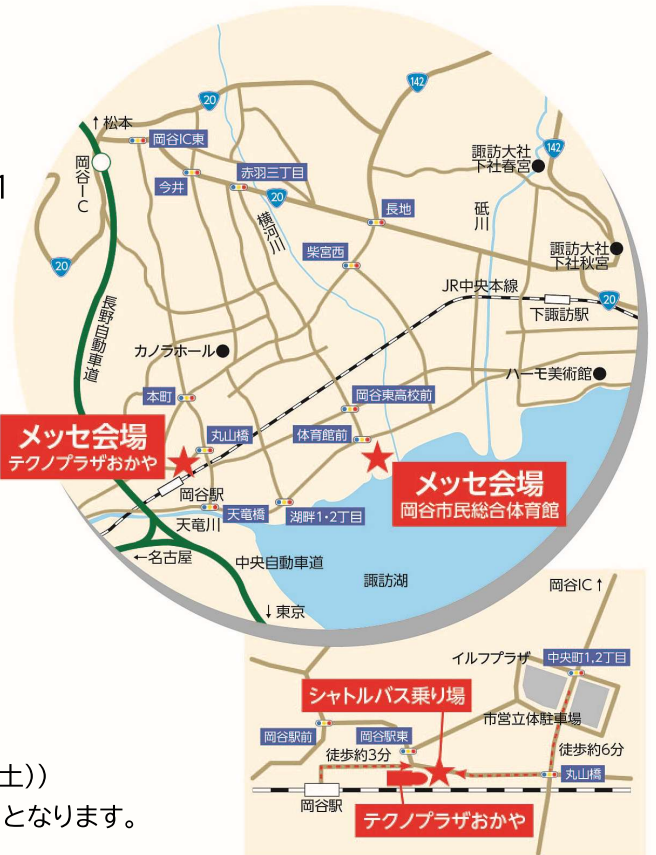 20
142
↑松本
岡谷IC東
岡谷IC
今井
赤羽三丁目
20
横河川
諏訪大社
下社春宮
142
1
長地
砥川
柴宮西
諏訪大社
下社秋宮
20
JR中央本線
20
下諏訪駅
長野自動車道
カノラホール
ハーモ美術館
本町
岡谷東高校前
丸山橋
体育館前
メッセ会場
テクノプラザおかや
メッセ会場
岡谷市民総合体育館
岡谷駅
天竜橋
湖畔1・2丁目
天竜川
←名古屋
中央自動車道
諏訪湖
↓東京
岡谷IC↑
イルフプラザ
中央町1,2丁目
シャトルバス乗り場
市営立体駐車場
岡谷駅前
岡谷駅東
徒歩約3分
徒歩約6分
丸山橋
土))
岡谷駅
テクノプラザおかや
となります。